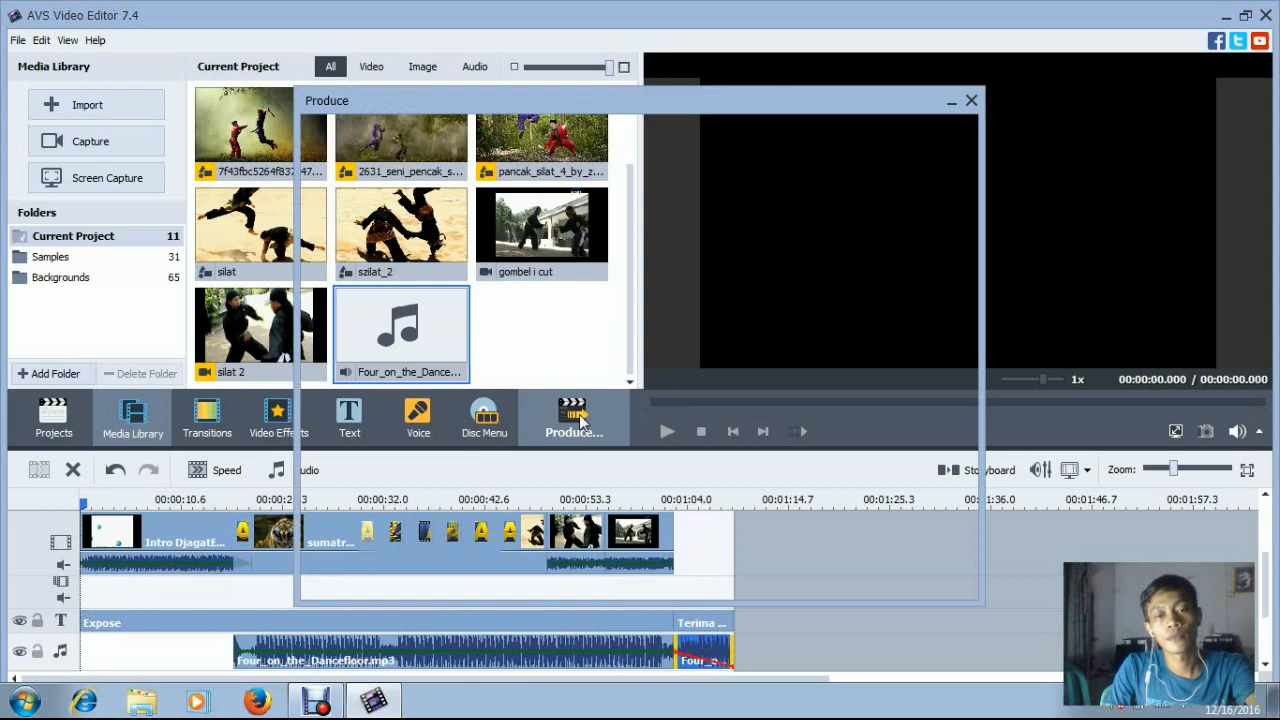 AVS Video Editor 7.4
File Edit View Help
Media Library
Current Project
All
Video
Image
Audio
Import
Capture
Screen Capture
Folders
Current Project 11
Samples 31
Backgrounds 65
+ Add Folder
− Delete Folder
Produce
2631_seni_pencak_s...
pancak_silat_4_by_z...
silat
szilat_2
gombel i cut
silat 2
Four_on_the_Dance...
1x
00:00:00.000 / 00:00:00.000
Projects
Media Library
Transitions
Video Effects
Text
Voice
Disc Menu
Produce...
Speed
Storyboard
Zoom:
00:00:10.6
00:00:32.0
00:00:42.6
00:00:53.3
00:01:04.0
00:01:14.7
00:01:25.3
00:01:46.7
00:01:57.3
Intro DjagatE...
sumatr...
T
Expose
Terima ...
Four_on_the_Dancefloor.mp3
12/16/2016